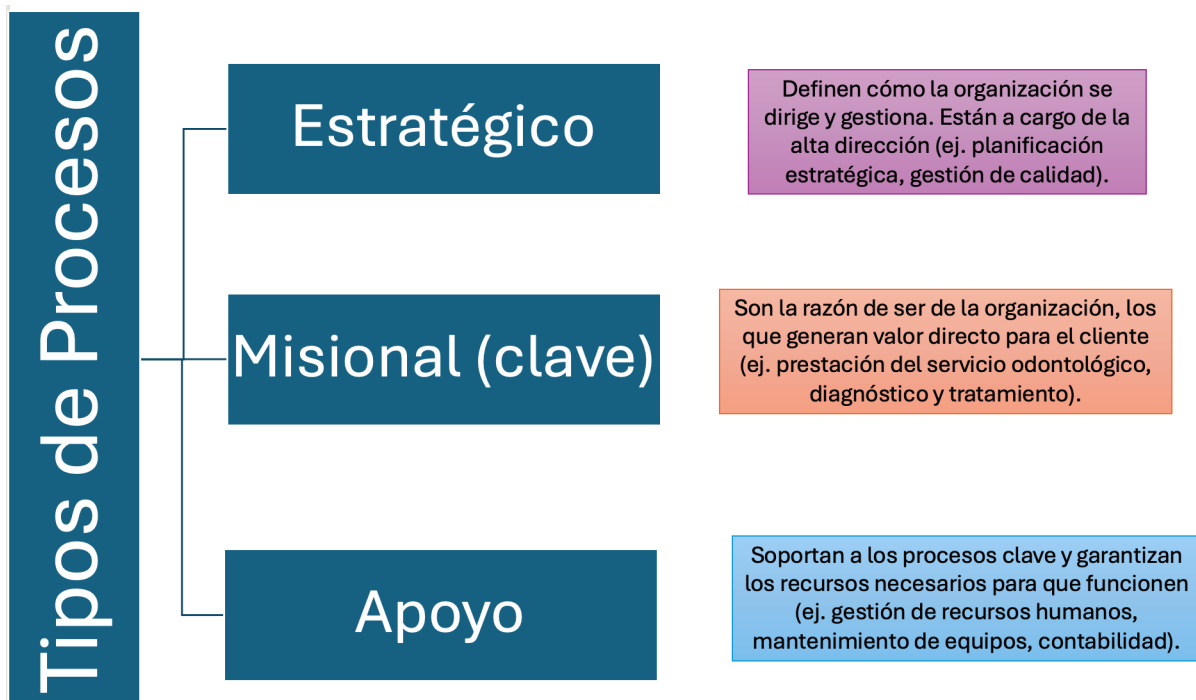 Tipos de Procesos
Estratégico
Definen cómo la organización se
dirige y gestiona. Están a cargo de la
alta dirección (ej. planificación
estratégica, gestión de calidad).
Misional (clave)
Son la razón de ser de la organización, los
que generan valor directo para el cliente
(ej. prestación del servicio odontológico,
diagnóstico y tratamiento).
Apoyo
Soportan a los procesos clave y garantizan
los recursos necesarios para que funcionen
(ej. gestión de recursos humanos,
mantenimiento de equipos, contabilidad).